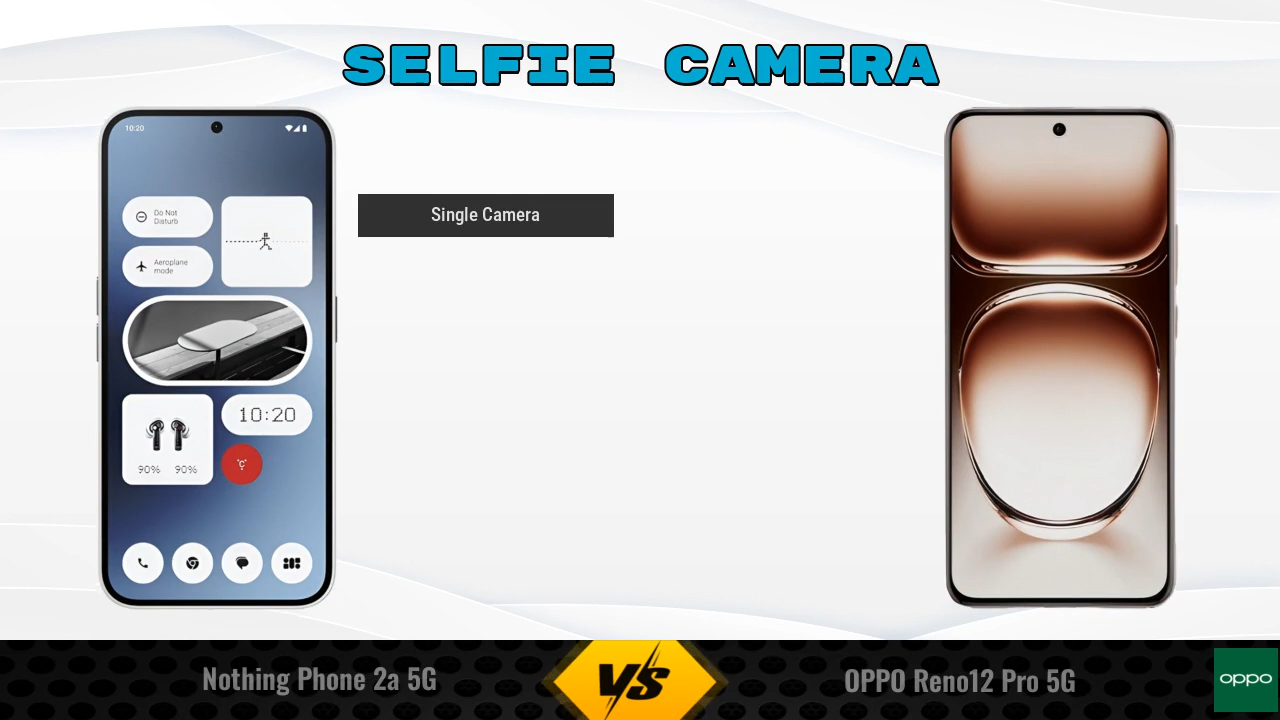 SELFIE CAMERA
10:20
Do Not
Disturb
Aeroplane
mode
Single Camera
10:20
90% 90%
°C
Nothing Phone 2a 5G
VS
OPPO Reno12 Pro 5G
oppo